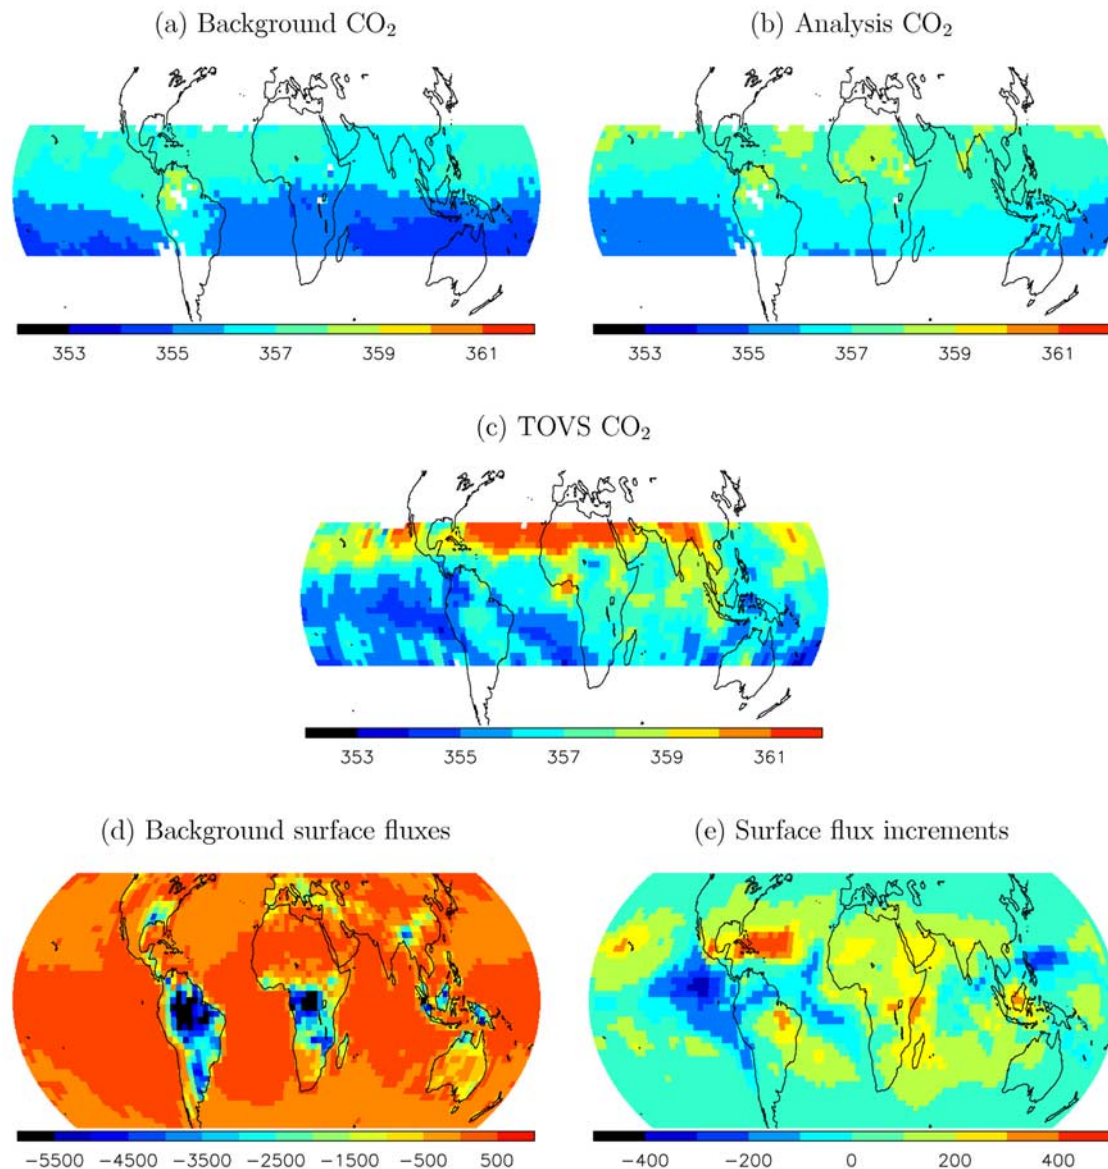 (a) Background CO₂
(b) Analysis CO₂
353 355 357 359 361
353 355 357 359 361
(c) TOVS CO₂
353 355 357 359 361
(d) Background surface fluxes
(e) Surface flux increments
−5500 −4500 −3500 −2500 −1500 −500 500
−400 −200 0 200 400